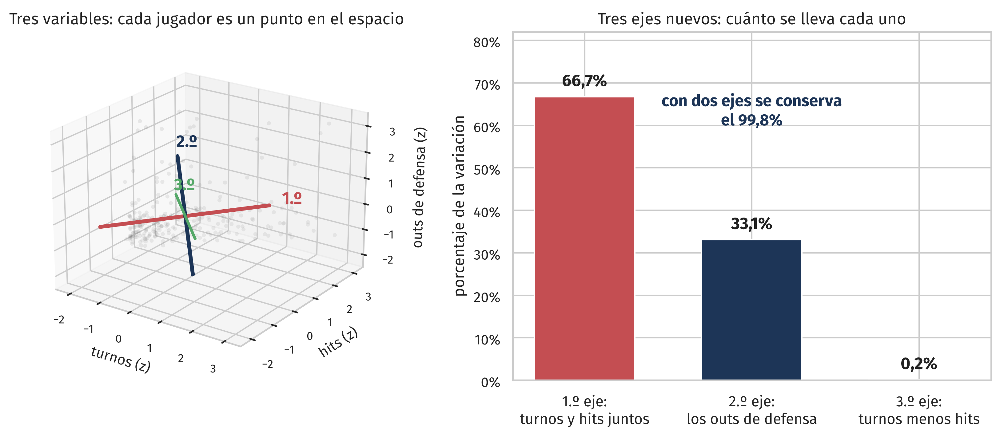 Tres variables: cada jugador es un punto en el espacio
2.º
3.º
1.º
3
2
1
0
−1
−2
outs de defensa (z)
−2
−1
0
1
2
3
turnos (z)
−2
−1
0
1
2
3
hits (z)
Tres ejes nuevos: cuánto se lleva cada uno
porcentaje de la variación
80%
70%
60%
50%
40%
30%
20%
10%
0%
66,7%
con dos ejes se conserva
el 99,8%
33,1%
0,2%
1.º eje:
turnos y hits juntos
2.º eje:
los outs de defensa
3.º eje:
turnos menos hits